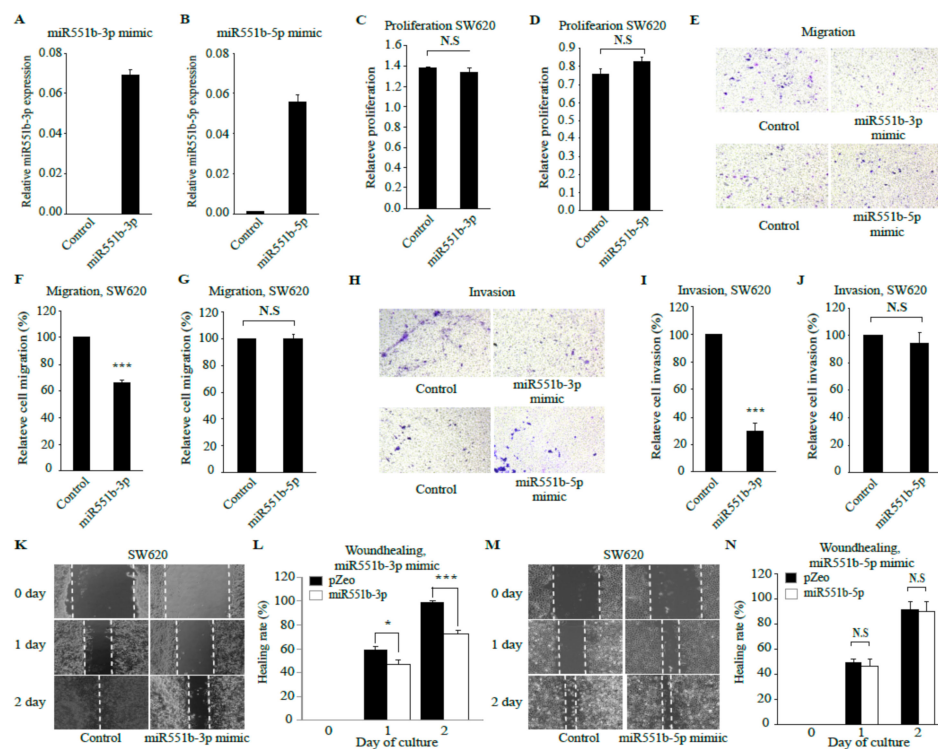 A
miR551b-3p mimic
Relative miR551b-3p expression
0.08
0.06
0.04
0.02
0.00
Control
miR551b-3p
B
miR551b-5p mimic
Relative miR551b-5p expression
0.08
0.06
0.04
0.02
0.00
Control
miR551b-5p
C
Proliferation SW620
N.S
Relateve proliferation
1.6
1.4
1.2
1.0
0.8
0.6
0.4
0.2
0.0
Control
miR551b-3p
D
Prolifearion SW620
N.S
Relateve proliferation
0.9
0.8
0.7
0.6
0.5
0.4
0.3
0.2
0.1
0.0
Control
miR551b-5p
E
Migration
Control
miR551b-3p
mimic
Control
miR551b-5p
mimic
F
Migration, SW620
Relateve cell migration (%)
120
100
80
60
40
20
0
***
Control
miR551b-3p
G
Migration, SW620
N.S
Relateve cell migration (%)
120
100
80
60
40
20
0
Control
miR551b-5p
H
Invasion
Control
miR551b-3p
mimic
Control
miR551b-5p
mimic
I
Invasion, SW620
Relateve cell invasion (%)
120
100
80
60
40
20
0
***
Control
miR551b-3p
J
Invasion, SW620
N.S
Relateve cell invasion (%)
120
100
80
60
40
20
0
Control
miR551b-5p
K
SW620
0 day
1 day
2 day
Control
miR551b-3p mimic
L
Woundhealing,
miR551b-3p mimic
pZeo
miR551b-3p
***
*
Healing rate (%)
120
100
80
60
40
20
0
0
1
2
Day of culture
M
SW620
0 day
1 day
2 day
Control
miR551b-5p mimiic
N
Woundhealing,
miR551b-5p mimic
pZeo
miR551b-5p
N.S
N.S
Healing rate (%)
120
100
80
60
40
20
0
0
1
2
Day of culture